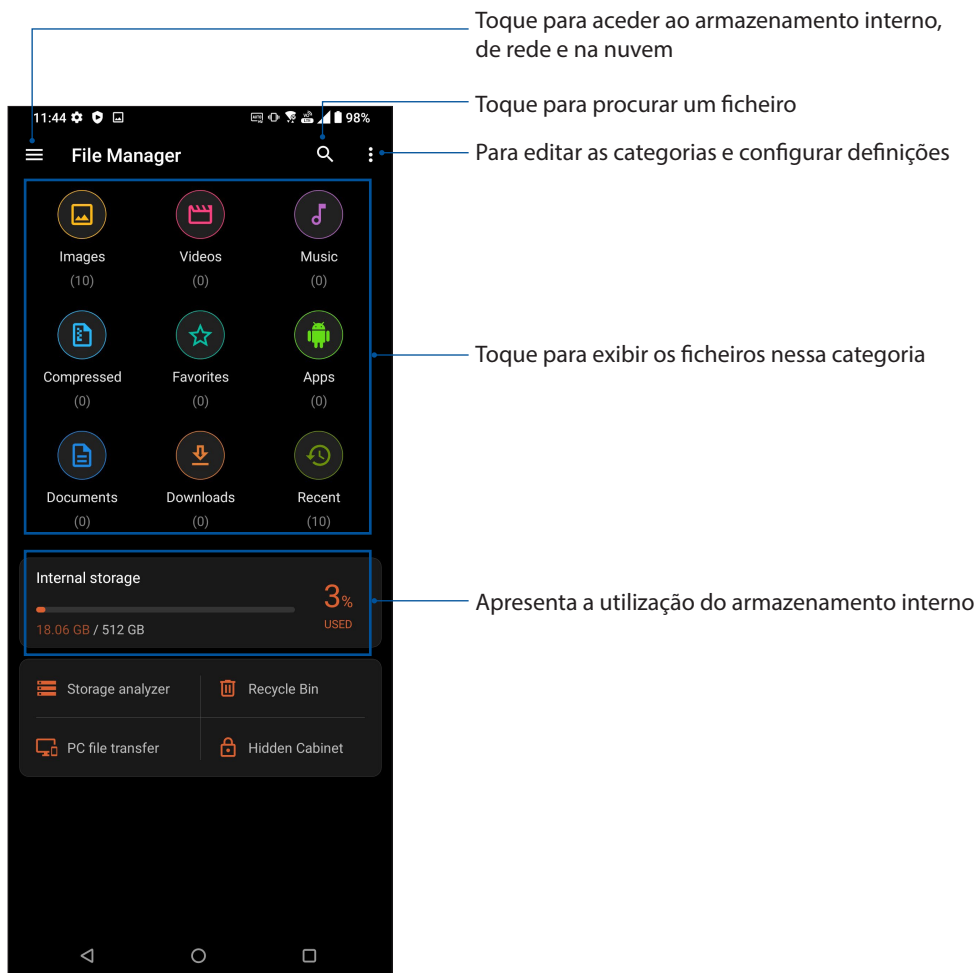 Toque para aceder ao armazenamento interno,
de rede e na nuvem
Toque para procurar um ficheiro
Para editar as categorias e configurar definições
Toque para exibir os ficheiros nessa categoria
Apresenta a utilização do armazenamento interno
11:44 98%
File Manager
Images Videos Music
(10) (0) (0)
Compressed Favorites Apps
(0) (0) (0)
Documents Downloads Recent
(0) (0) (10)
Internal storage
3%
USED
18.06 GB / 512 GB
Storage analyzer Recycle Bin
PC file transfer Hidden Cabinet